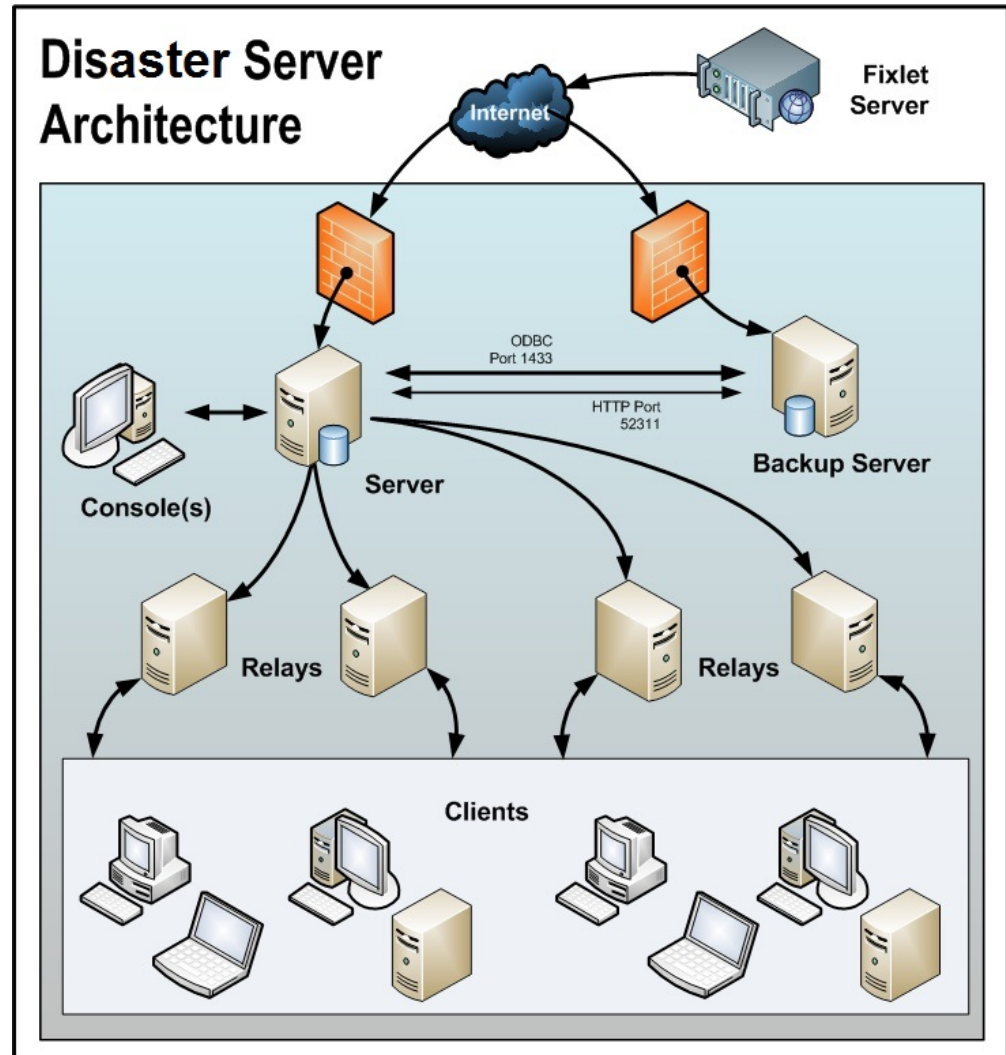 Disaster Server
Architecture
Internet
Fixlet
Server
ODBC
Port 1433
HTTP Port
52311
Server
Backup Server
Console(s)
Relays
Relays
Clients